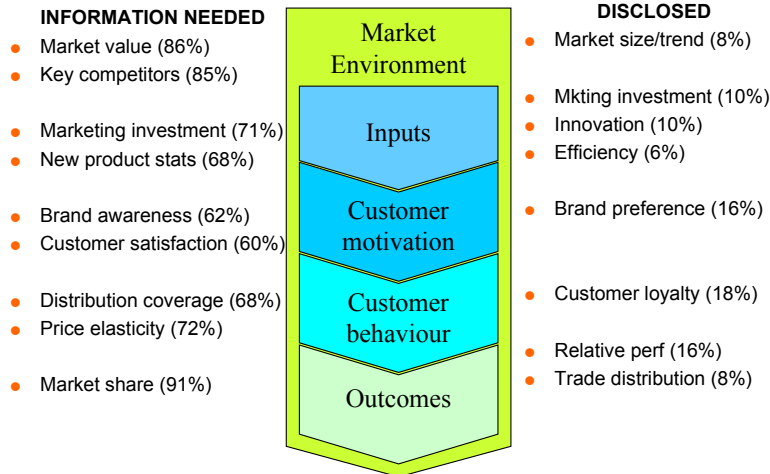 INFORMATION NEEDED
Market value (86%)
Key competitors (85%)
Marketing investment (71%)
New product stats (68%)
Brand awareness (62%)
Customer satisfaction (60%)
Distribution coverage (68%)
Price elasticity (72%)
Market share (91%)
Market
Environment
Inputs
Customer
motivation
Customer
behaviour
Outcomes
DISCLOSED
Market size/trend (8%)
Mkting investment (10%)
Innovation (10%)
Efficiency (6%)
Brand preference (16%)
Customer loyalty (18%)
Relative perf (16%)
Trade distribution (8%)